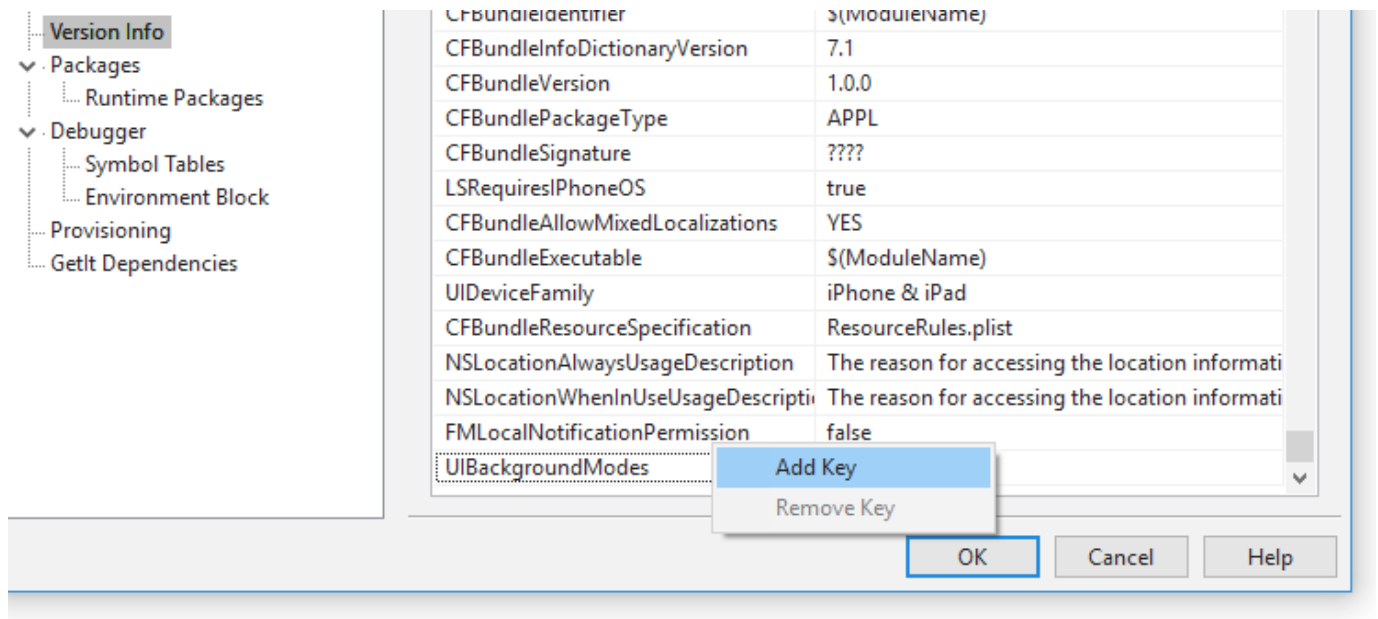 Version Info
Packages
Runtime Packages
Debugger
Symbol Tables
Environment Block
Provisioning
GetIt Dependencies
CFBundleIdentifier $(ModuleName)
CFBundleInfoDictionaryVersion 7.1
CFBundleVersion 1.0.0
CFBundlePackageType APPL
CFBundleSignature ????
LSRequiresIPhoneOS true
CFBundleAllowMixedLocalizations YES
CFBundleExecutable $(ModuleName)
UIDeviceFamily iPhone & iPad
CFBundleResourceSpecification ResourceRules.plist
NSLocationAlwaysUsageDescription The reason for accessing the location informati
NSLocationWhenInUseUsageDescripti The reason for accessing the location informati
FMLocalNotificationPermission false
UIBackgroundModes
Add Key
Remove Key
OK Cancel Help